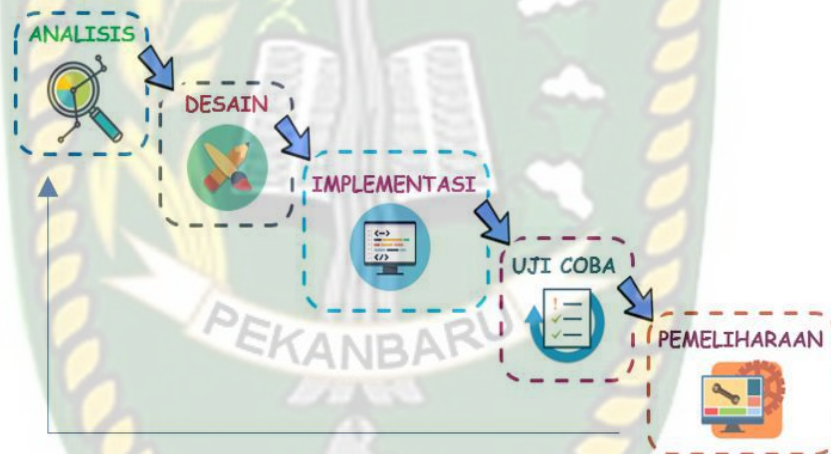 ANALISIS
DESAIN
IMPLEMENTASI
UJI COBA
PEMELIHARAAN
PEKANBARU